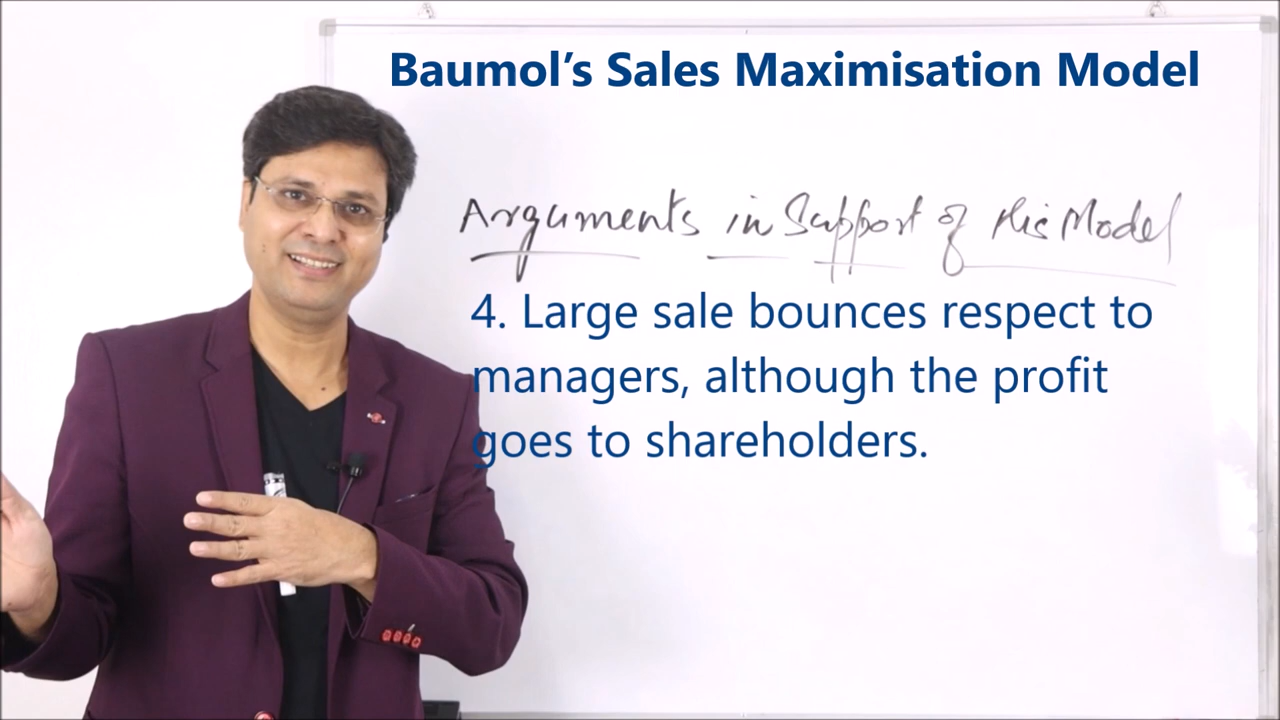 Baumol’s Sales Maximisation Model
Arguments in Support of His Model
4. Large sale bounces respect to
managers, although the profit
goes to shareholders.